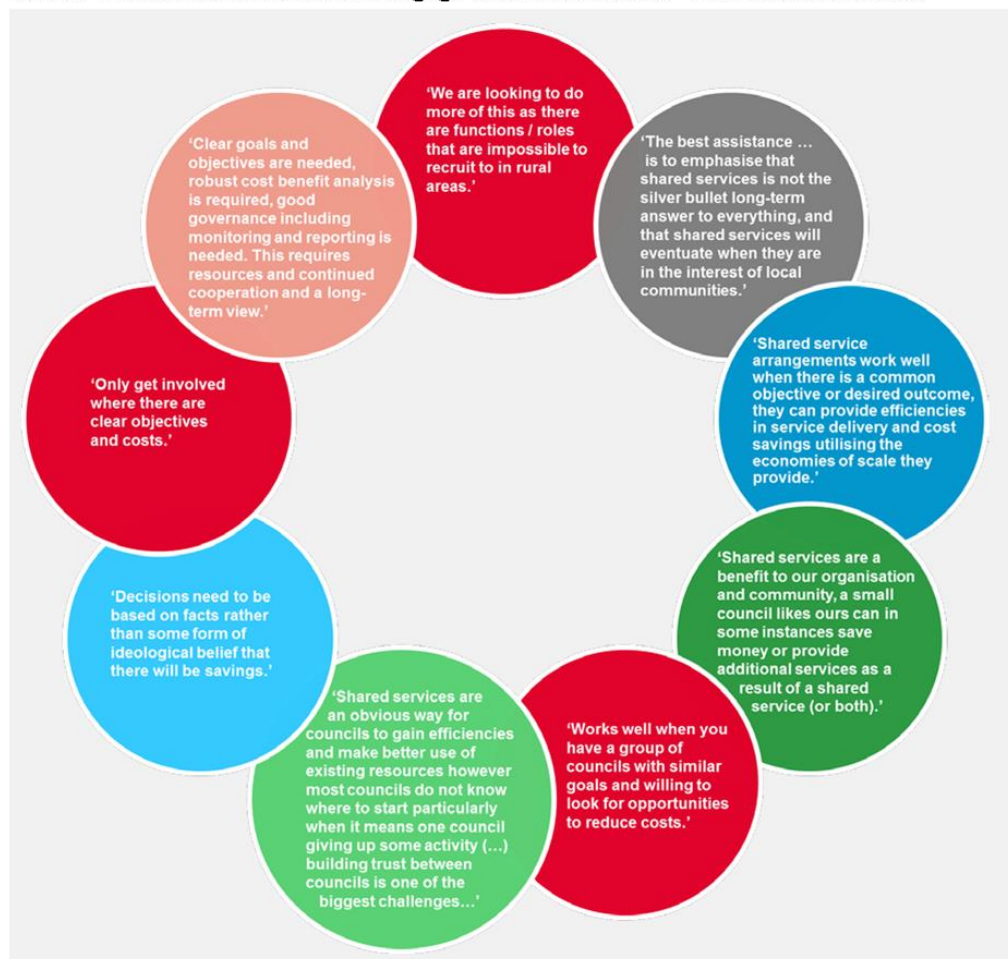 ‘We are looking to do
more of this as there
are functions / roles
that are impossible to
recruit to in rural
areas.’
‘The best assistance ...
is to emphasise that
shared services is not the
silver bullet long-term
answer to everything, and
that shared services will
eventuate when they are
in the interest of local
communities.’
‘Shared service
arrangements work well
when there is a common
objective or desired outcome,
they can provide efficiencies
in service delivery and cost
savings utilising the
economies of scale they
provide.’
‘Shared services are a
benefit to our organisation
and community, a small
council likes ours can in
some instances save
money or provide
additional services as a
result of a shared
service (or both).’
‘Works well when you
have a group of
councils with similar
goals and willing to
look for opportunities
to reduce costs.’
‘Shared services are
an obvious way for
councils to gain efficiencies
and make better use of
existing resources however
most councils do not know
where to start particularly
when it means one council
giving up some activity (...)
building trust between
councils is one of the
biggest challenges...’
‘Decisions need to be
based on facts rather
than some form of
ideological belief that
there will be savings.’
‘Only get involved
where there are
clear objectives
and costs.’
‘Clear goals and
objectives are needed,
robust cost benefit analysis
is required, good
governance including
monitoring and reporting is
needed. This requires
resources and continued
cooperation and a long-
term view.’